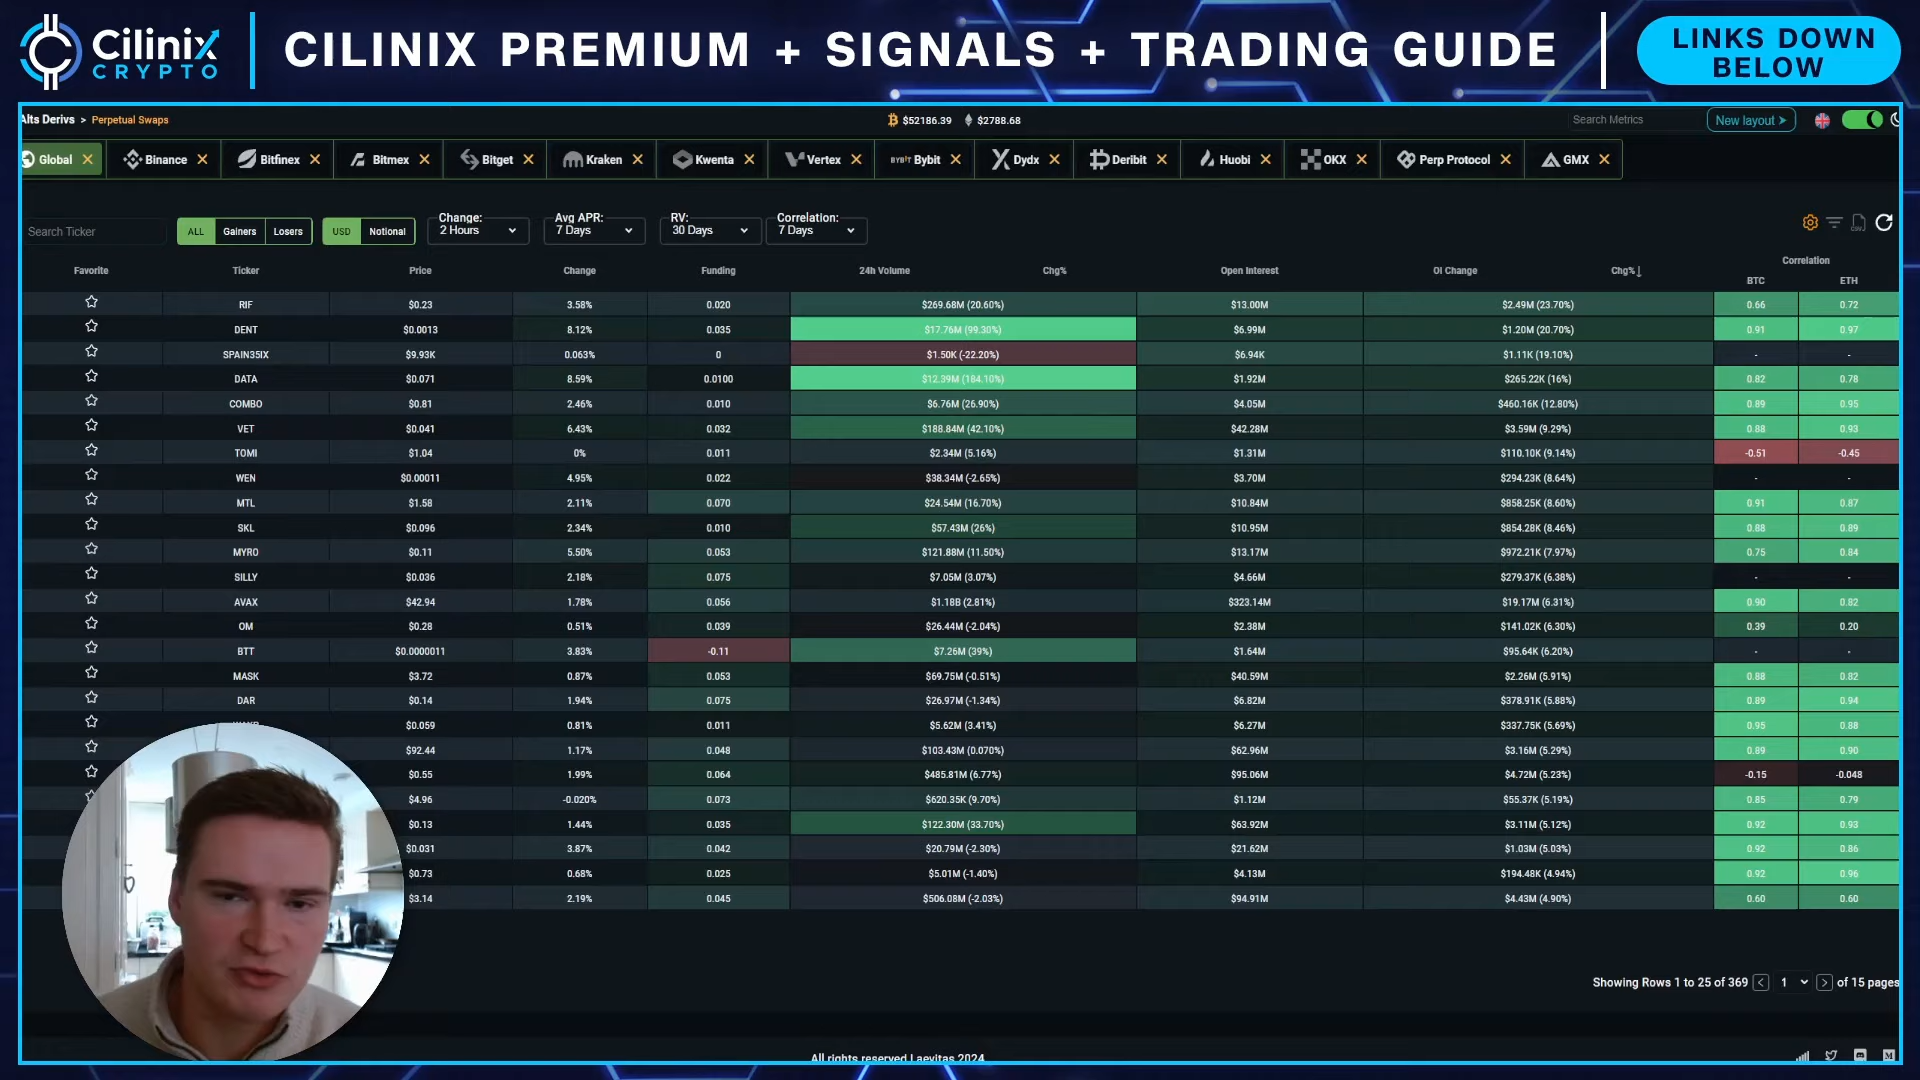 Cilinix
CRYPTO
CILINIX PREMIUM + SIGNALS + TRADING GUIDE
LINKS DOWN
BELOW
Alts Derivs > Perpetual Swaps
$52186.39 $2788.68
Search Metrics
New layout ➤
Global ✕ Binance ✕ Bitfinex ✕ Bitmex ✕ Bitget ✕ Kraken ✕ Kwenta ✕ Vertex ✕ BYBIT Bybit ✕ Dydx ✕ Deribit ✕ Huobi ✕ OKX ✕ Perp Protocol ✕ GMX ✕
Search Ticker
ALL Gainers Losers
USD Notional
Change:
2 Hours
Avg APR:
7 Days
RV:
30 Days
Correlation:
7 Days
CSV
Favorite Ticker Price Change Funding 24h Volume Chg% Open Interest OI Change Chg%↓ Correlation
BTC ETH
RIF $0.23 3.58% 0.020 $269.68M (20.60%) $13.00M $2.49M (23.70%) 0.66 0.72
DENT $0.0013 8.12% 0.035 $17.76M (99.30%) $6.99M $1.20M (20.70%) 0.91 0.97
SPAIN35IX $9.93K 0.063% 0 $1.50K (-22.20%) $6.94K $1.11K (19.10%) - -
DATA $0.071 8.59% 0.0100 $12.39M (184.10%) $1.92M $265.22K (16%) 0.82 0.78
COMBO $0.81 2.46% 0.010 $6.76M (26.90%) $4.05M $460.16K (12.80%) 0.89 0.95
VET $0.041 6.43% 0.032 $188.84M (42.10%) $42.28M $3.59M (9.29%) 0.88 0.93
TOMI $1.04 0% 0.011 $2.34M (5.16%) $1.31M $110.10K (9.14%) -0.51 -0.45
WEN $0.00011 4.95% 0.022 $38.34M (-2.65%) $3.70M $294.23K (8.64%) - -
MTL $1.58 2.11% 0.070 $24.54M (16.70%) $10.84M $858.25K (8.60%) 0.91 0.87
SKL $0.096 2.34% 0.010 $57.43M (26%) $10.95M $854.28K (8.46%) 0.88 0.89
MYRO $0.11 5.50% 0.053 $121.88M (11.50%) $13.17M $972.21K (7.97%) 0.75 0.84
SILLY $0.036 2.18% 0.075 $7.05M (3.07%) $4.66M $279.37K (6.38%) - -
AVAX $42.94 1.78% 0.056 $1.18B (2.81%) $323.14M $19.17M (6.31%) 0.90 0.82
OM $0.28 0.51% 0.039 $26.44M (-2.04%) $2.38M $141.02K (6.30%) 0.39 0.20
BTT $0.0000011 3.83% -0.11 $7.26M (39%) $1.64M $95.64K (6.20%) - -
MASK $3.72 0.87% 0.053 $69.75M (-0.51%) $40.59M $2.26M (5.91%) 0.88 0.82
DAR $0.14 1.94% 0.075 $26.97M (-1.34%) $6.82M $378.91K (5.88%) 0.89 0.94
$0.059 0.81% 0.011 $5.62M (3.41%) $6.27M $337.75K (5.69%) 0.95 0.88
$92.44 1.17% 0.048 $103.43M (0.070%) $62.96M $3.16M (5.29%) 0.89 0.90
$0.55 1.99% 0.064 $485.81M (6.77%) $95.06M $4.72M (5.23%) -0.15 -0.048
$4.96 -0.020% 0.073 $620.35K (9.70%) $1.12M $55.37K (5.19%) 0.85 0.79
$0.13 1.44% 0.035 $122.30M (33.70%) $63.92M $3.11M (5.12%) 0.92 0.93
$0.031 3.87% 0.042 $20.79M (-2.30%) $21.62M $1.03M (5.03%) 0.92 0.86
$0.73 0.68% 0.025 $5.01M (-1.40%) $4.13M $194.48K (4.94%) 0.92 0.96
$3.14 2.19% 0.045 $506.08M (-2.03%) $94.91M $4.43M (4.90%) 0.60 0.60
Showing Rows 1 to 25 of 369 < 1 > of 15 pages
All rights reserved Laevitas 2024